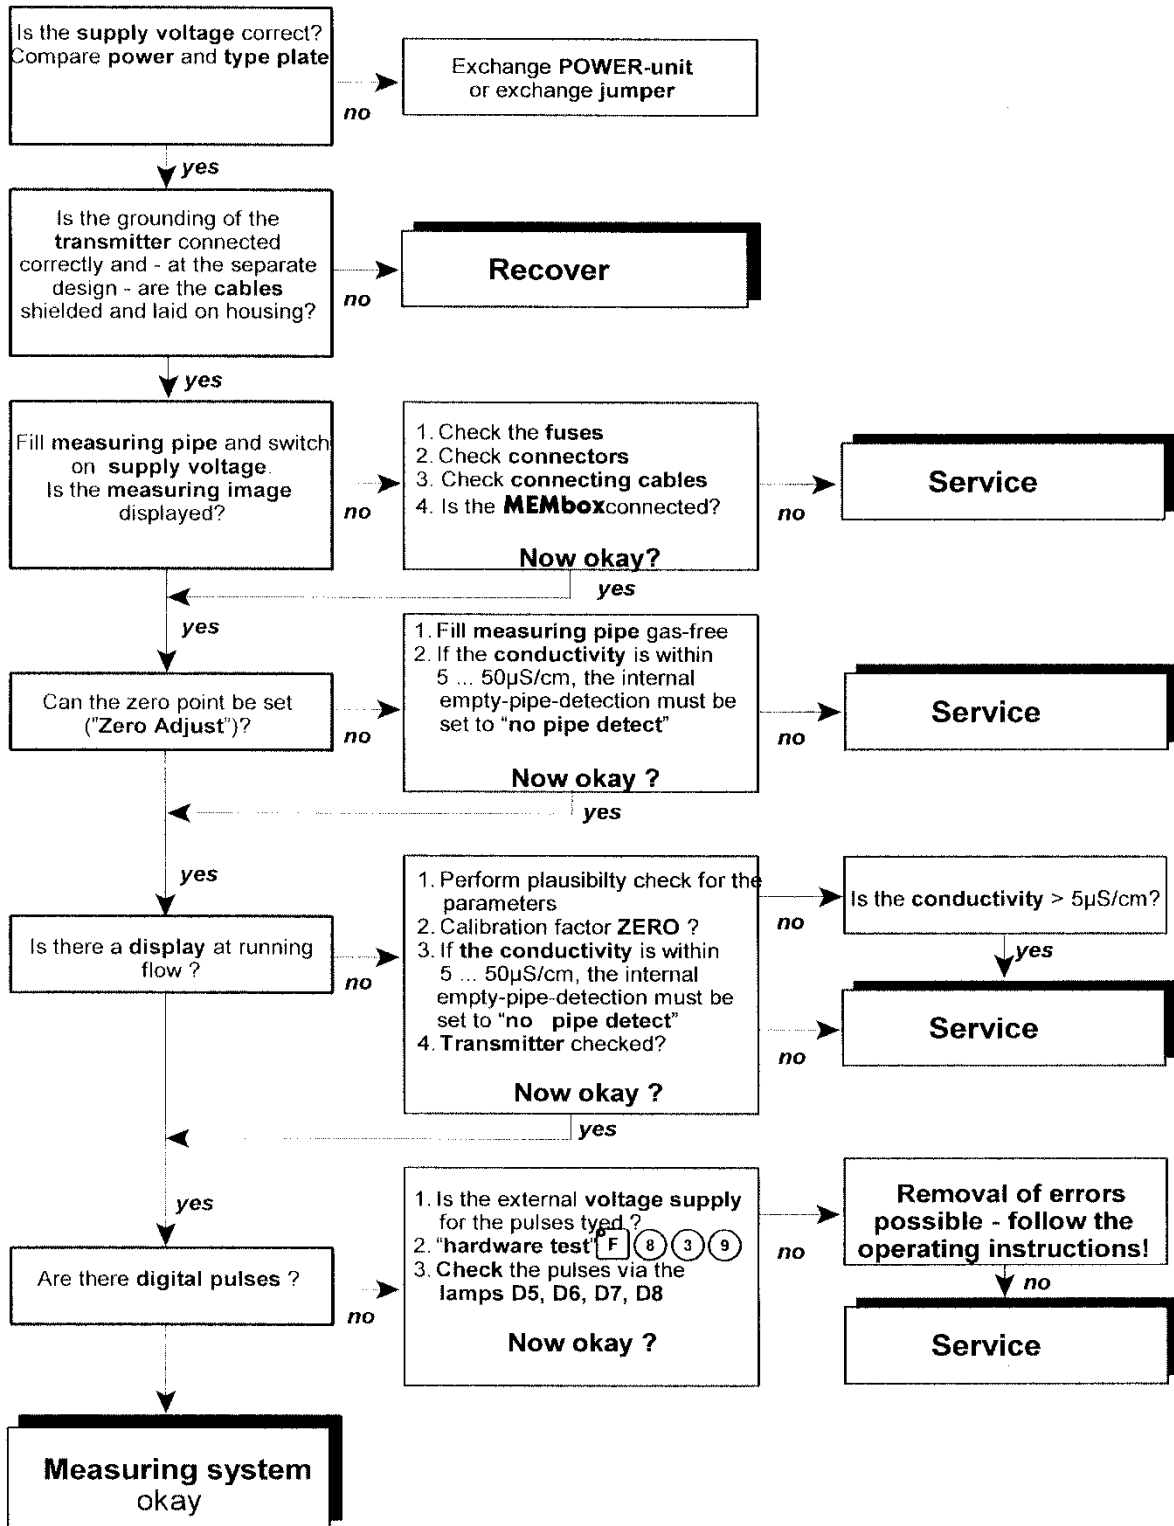 Is the supply voltage correct?
Compare power and type plate
no
Exchange POWER-unit
or exchange jumper
yes
Is the grounding of the
transmitter connected
correctly and - at the separate
design - are the cables
shielded and laid on housing?
no
Recover
yes
Fill measuring pipe and switch
on supply voltage.
Is the measuring image
displayed?
no
1. Check the fuses
2. Check connectors
3. Check connecting cables
4. Is the MEMbox connected?
Now okay?
no
Service
yes
yes
Can the zero point be set
("Zero Adjust")?
no
1. Fill measuring pipe gas-free
2. If the conductivity is within
5 ... 50µS/cm, the internal
empty-pipe-detection must be
set to "no pipe detect"
Now okay ?
no
Service
yes
yes
Is there a display at running
flow ?
no
1. Perform plausibilty check for the
parameters
2. Calibration factor ZERO ?
3. If the conductivity is within
5 ... 50µS/cm, the internal
empty-pipe-detection must be
set to "no pipe detect"
4. Transmitter checked?
Now okay ?
no
Is the conductivity > 5µS/cm?
yes
no
Service
yes
yes
Are there digital pulses ?
no
1. Is the external voltage supply
for the pulses tyed ?
2. "hardware test" F 8 3 9
3. Check the pulses via the
lamps D5, D6, D7, D8
Now okay ?
no
Removal of errors
possible - follow the
operating instructions!
no
Service
Measuring system
okay